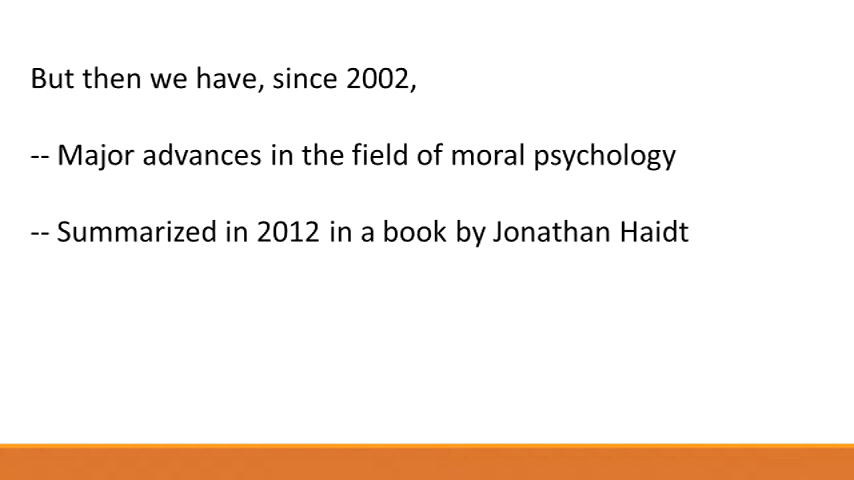 But then we have, since 2002,
-- Major advances in the field of moral psychology
-- Summarized in 2012 in a book by Jonathan Haidt